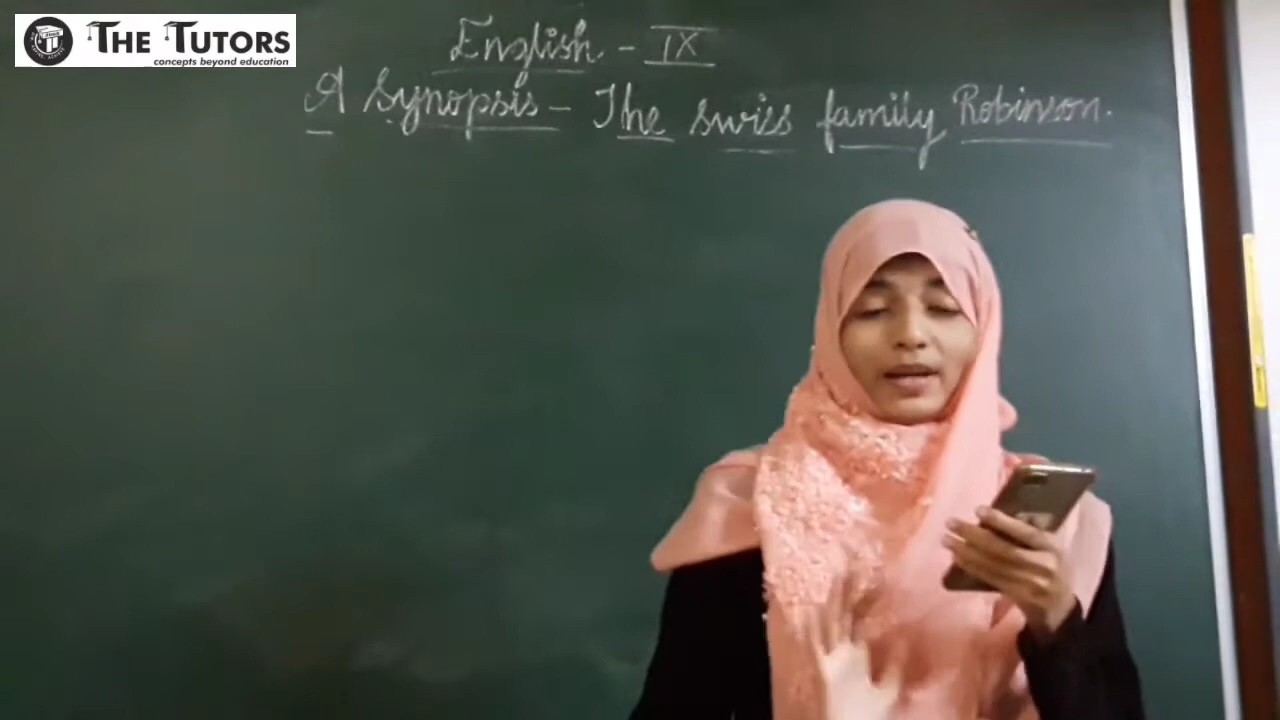 THE TUTORS
concepts beyond education
English - IX
A Synopsis - The swiss family Robinson.